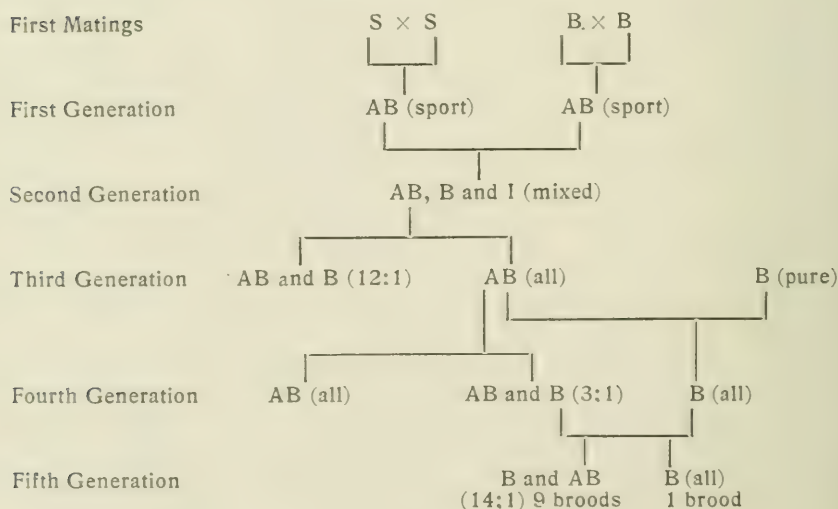 First Matings S × S B. × B
First Generation AB (sport) AB (sport)
Second Generation AB, B and I (mixed)
Third Generation AB and B (12:1) AB (all) B (pure)
Fourth Generation AB (all) AB and B (3:1) B (all)
Fifth Generation B and AB B (all)
(14;1) 9 broods 1 brood